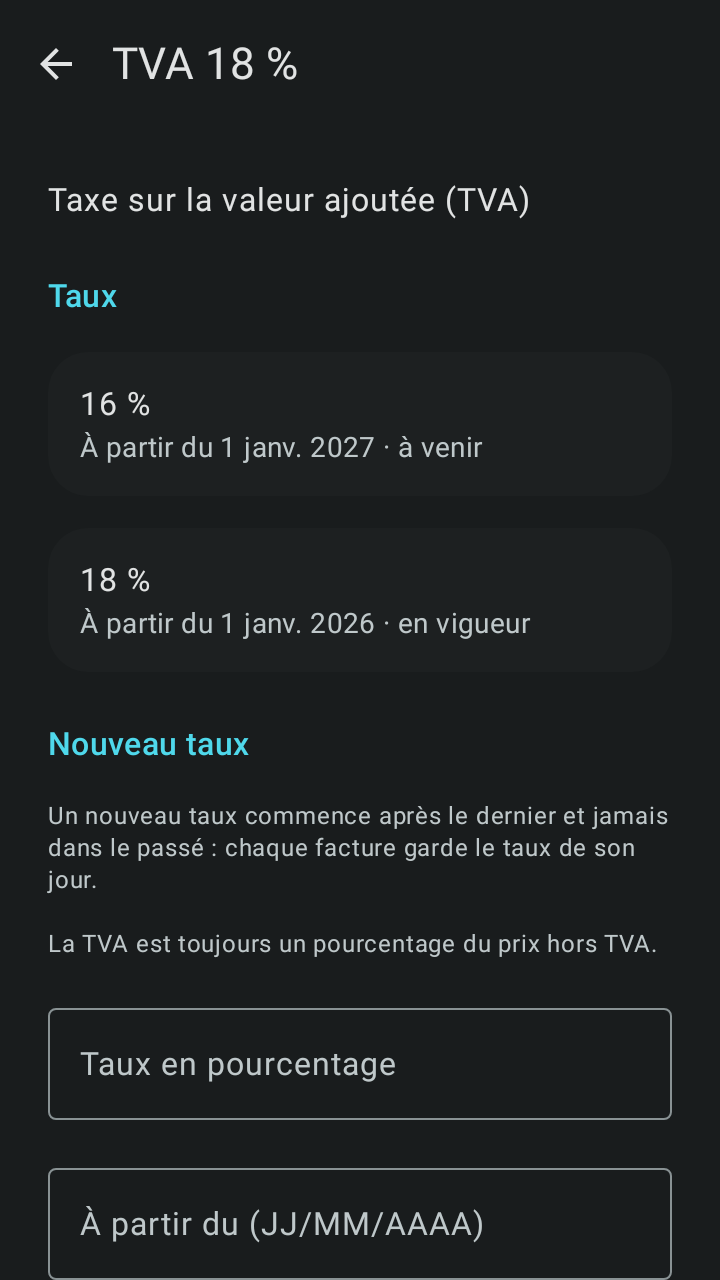 TVA 18 %
Taxe sur la valeur ajoutée (TVA)
Taux
16 %
À partir du 1 janv. 2027 · à venir
18 %
À partir du 1 janv. 2026 · en vigueur
Nouveau taux
Un nouveau taux commence après le dernier et jamais
dans le passé : chaque facture garde le taux de son
jour.
La TVA est toujours un pourcentage du prix hors TVA.
Taux en pourcentage
À partir du (JJ/MM/AAAA)